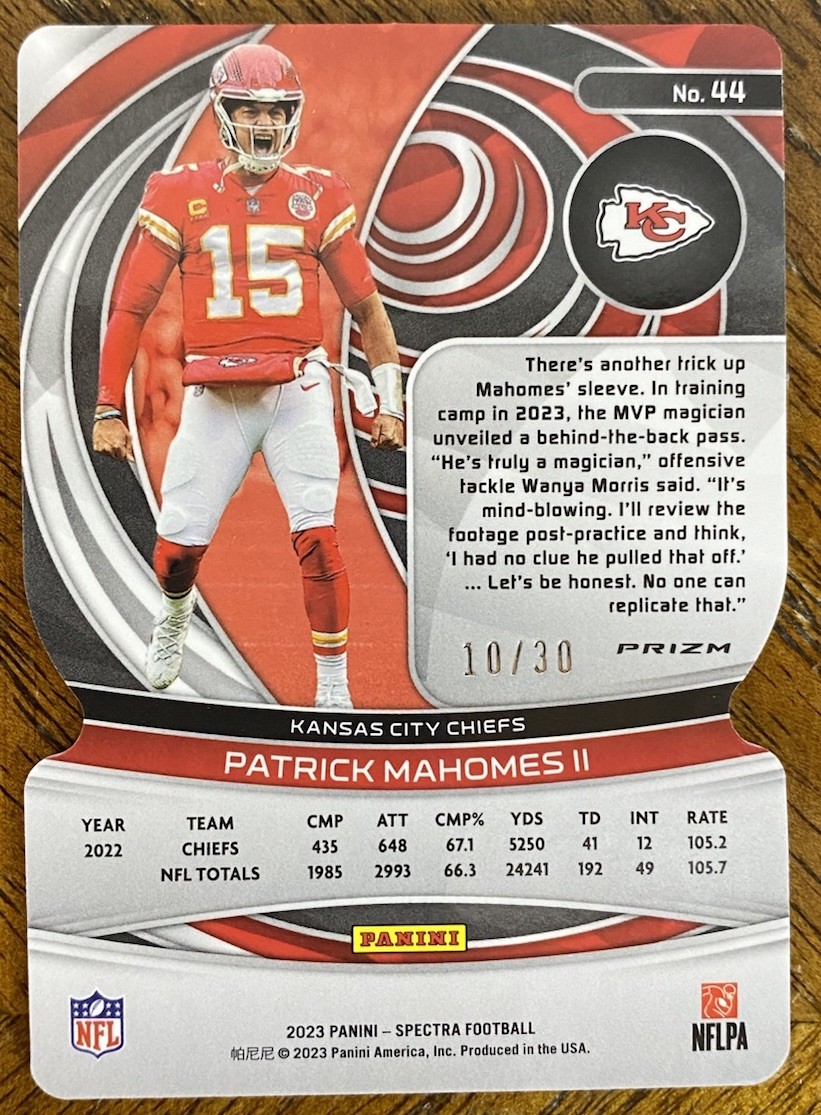 No. 44
KC
15
C
There's another trick up
Mahomes' sleeve. In training
camp in 2023, the MVP magician
unveiled a behind-the-back pass.
"He's truly a magician," offensive
tackle Wanya Morris said. "It's
mind-blowing. I'll review the
footage post-practice and think,
'I had no clue he pulled that off.'
... Let's be honest. No one can
replicate that."
10/30 PRIZM
KANSAS CITY CHIEFS
PATRICK MAHOMES II
YEAR TEAM CMP ATT CMP% YDS TD INT RATE
2022 CHIEFS 435 648 67.1 5250 41 12 105.2
NFL TOTALS 1985 2993 66.3 24241 192 49 105.7
PANINI
NFL
NFLPA
2023 PANINI – SPECTRA FOOTBALL
帕尼尼 © 2023 Panini America, Inc. Produced in the USA.